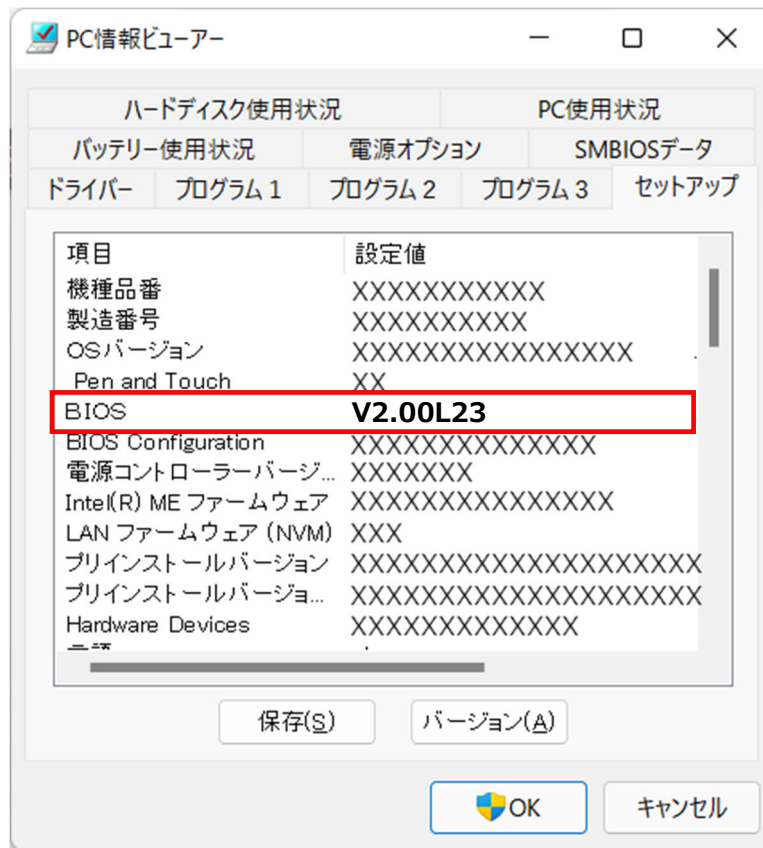 PC情報ビューアー
ハードディスク使用状況 PC使用状況
バッテリー使用状況 電源オプション SMBIOSデータ
ドライバー プログラム1 プログラム2 プログラム3 セットアップ
項目 設定値
機種品番 XXXXXXXXXXX
製造番号 XXXXXXXXXX
OSバージョン XXXXXXXXXXXXXXXX
Pen and Touch XX
BIOS V2.00L23
BIOS Configuration XXXXXXXXXXXXXX
電源コントローラーバージ... XXXXXXX
Intel(R) ME ファームウェア XXXXXXXXXXXXXXX
LAN ファームウェア (NVM) XXX
プリインストールバージョン XXXXXXXXXXXXXXXXXXXX
プリインストールバージョ... XXXXXXXXXXXXXXXXXXXX
Hardware Devices XXXXXXXXXXXXX
保存(S) バージョン(A)
OK キャンセル